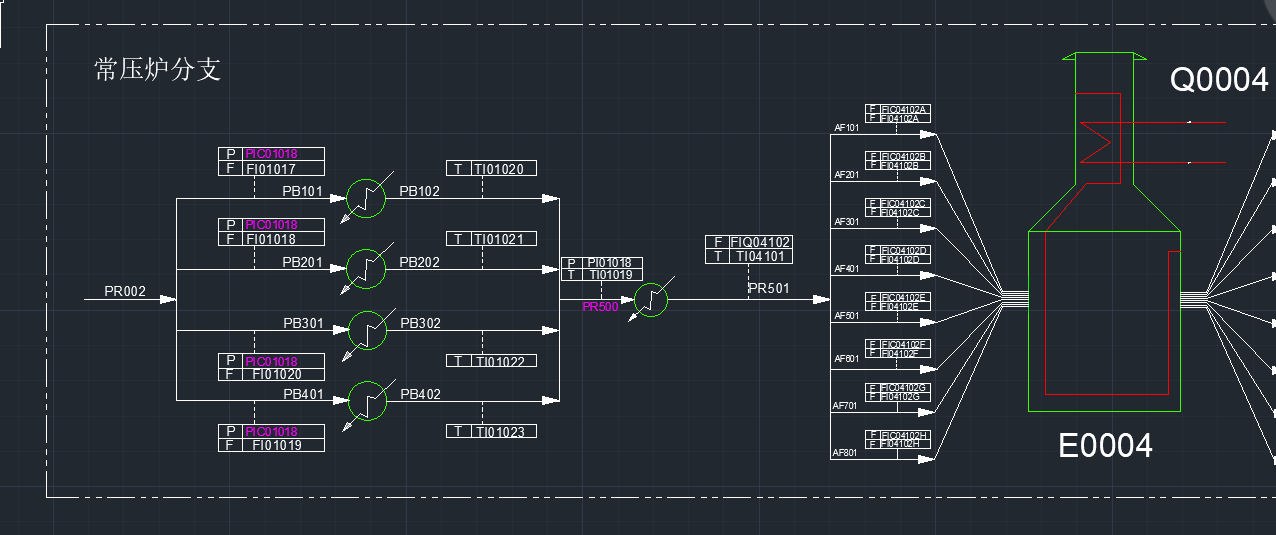 常压炉分支
Q0004
P PIC01018
F FI01017
PB101
PB102
T TI01020
P PIC01018
F FI01018
PB201
PB202
T TI01021
PR002
PB301
PB302
P PIC01018
F FI01020
T TI01022
PB401
PB402
P PIC01018
F FI01019
T TI01023
P PI01018
T TI01019
PR500
F FIQ04102
T TI04101
PR501
F FIC04102A
F FI04102A
AF101
F FIC04102B
F FI04102B
AF201
F FIC04102C
F FI04102C
AF301
F FIC04102D
F FI04102D
AF401
F FIC04102E
F FI04102E
AF501
F FIC04102F
F FI04102F
AF601
F FIC04102G
F FI04102G
AF701
F FIC04102H
F FI04102H
AF801
E0004